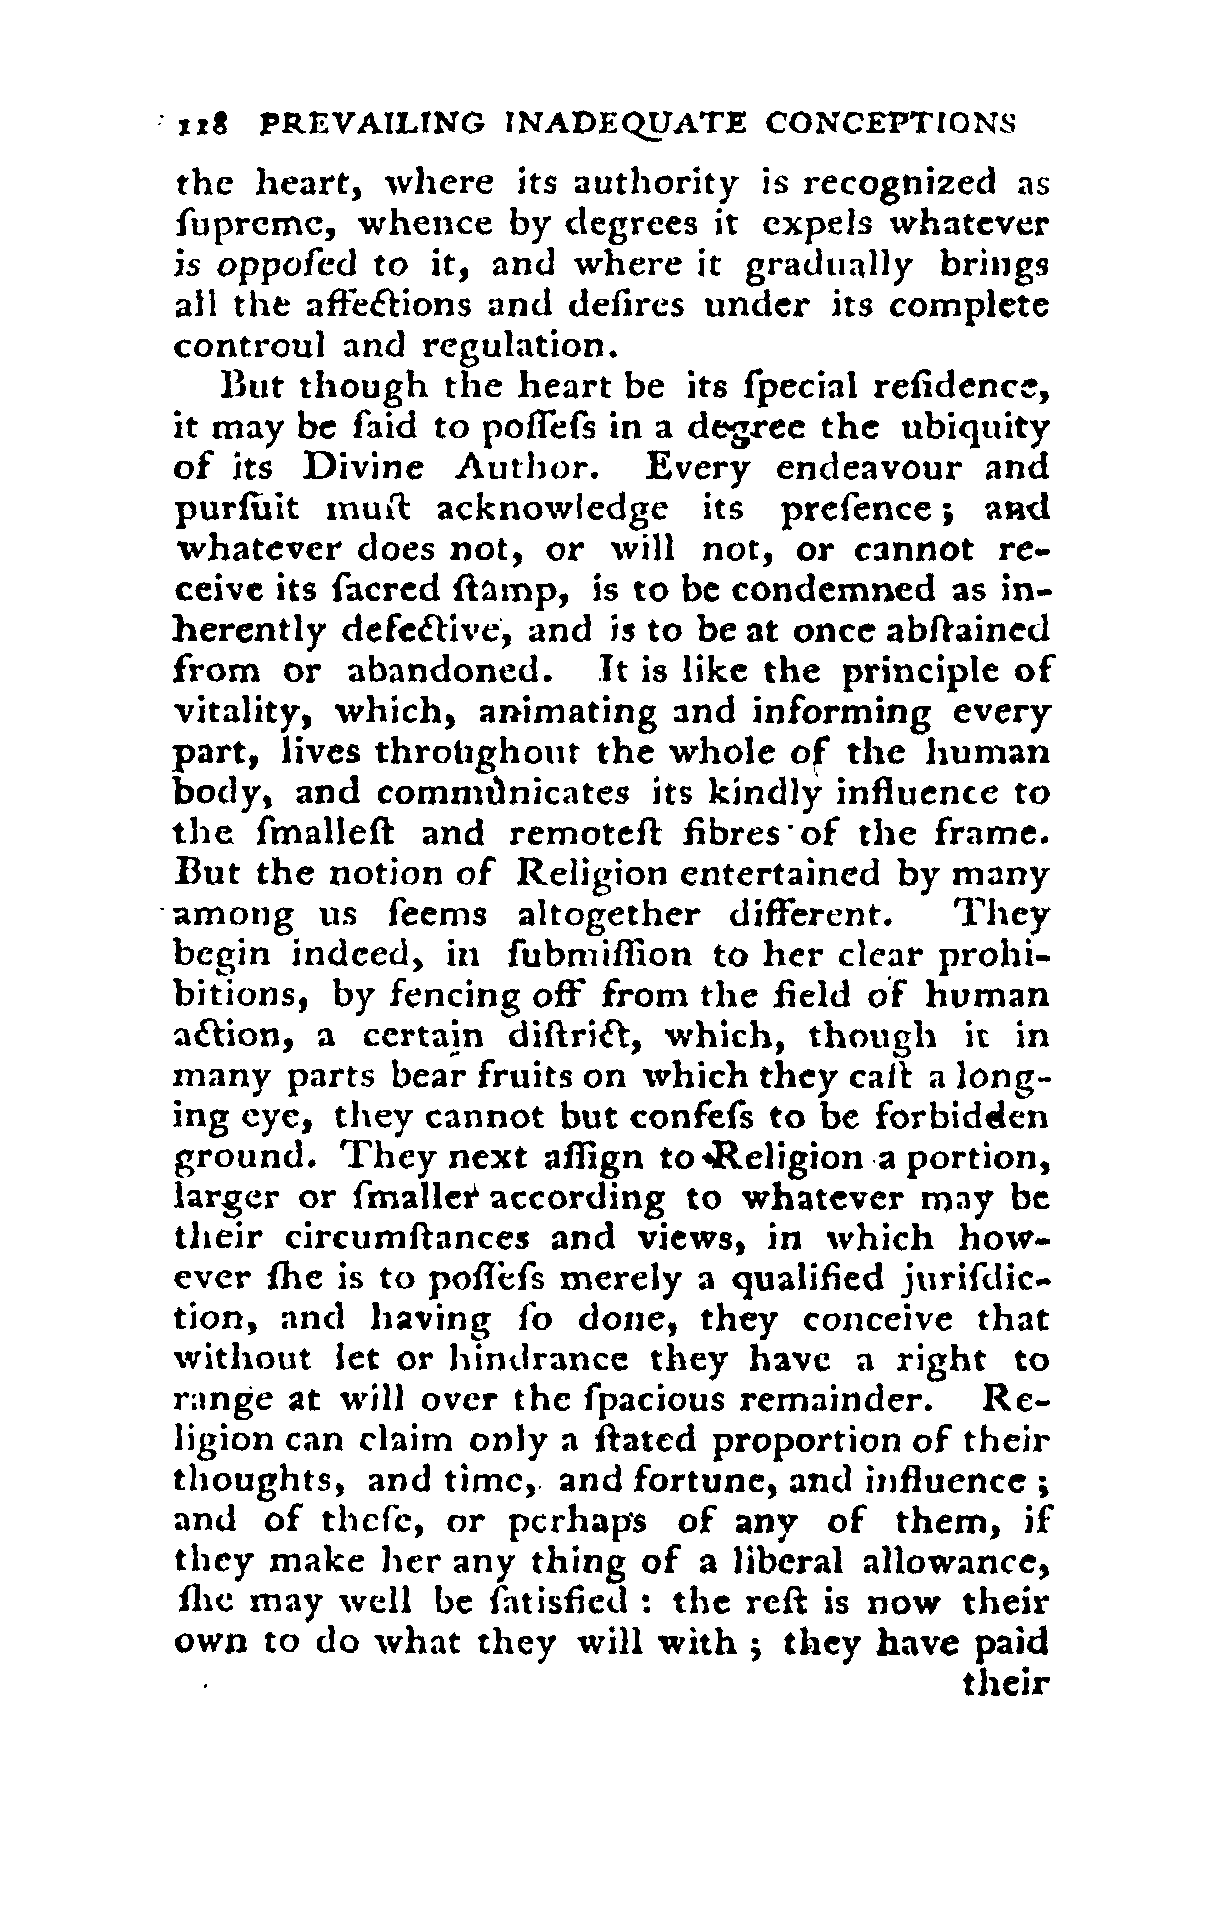 118 PREVAILING INADEQUATE CONCEPTIONS
the heart, where its authority is recognized as
ſupreme, whence by degrees it expels whatever
is oppoſed to it, and where it gradually brings
all the affections and deſires under its complete
controul and regulation.
But though the heart be its ſpecial reſidence,
it may be ſaid to poſſeſs in a degree the ubiquity
of its Divine Author. Every endeavour and
purſuit muſt acknowledge its preſence; and
whatever does not, or will not, or cannot re-
ceive its ſacred ſtamp, is to be condemned as in-
herently defective, and is to be at once abſtained
from or abandoned. It is like the principle of
vitality, which, animating and informing every
part, lives throughout the whole of the human
body, and communicates its kindly influence to
the ſmalleſt and remoteſt fibres of the frame.
But the notion of Religion entertained by many
among us ſeems altogether different. They
begin indeed, in ſubmiſſion to her clear prohi-
bitions, by fencing off from the field of human
action, a certain diſtrict, which, though it in
many parts bear fruits on which they caſt a long-
ing eye, they cannot but confeſs to be forbidden
ground. They next aſſign to Religion a portion,
larger or ſmaller according to whatever may be
their circumſtances and views, in which how-
ever ſhe is to poſſeſs merely a qualified juriſdic-
tion, and having ſo done, they conceive that
without let or hindrance they have a right to
range at will over the ſpacious remainder. Re-
ligion can claim only a ſtated proportion of their
thoughts, and time, and fortune, and influence;
and of theſe, or perhaps of any of them, if
they make her any thing of a liberal allowance,
ſhe may well be ſatisfied: the reſt is now their
own to do what they will with; they have paid
their